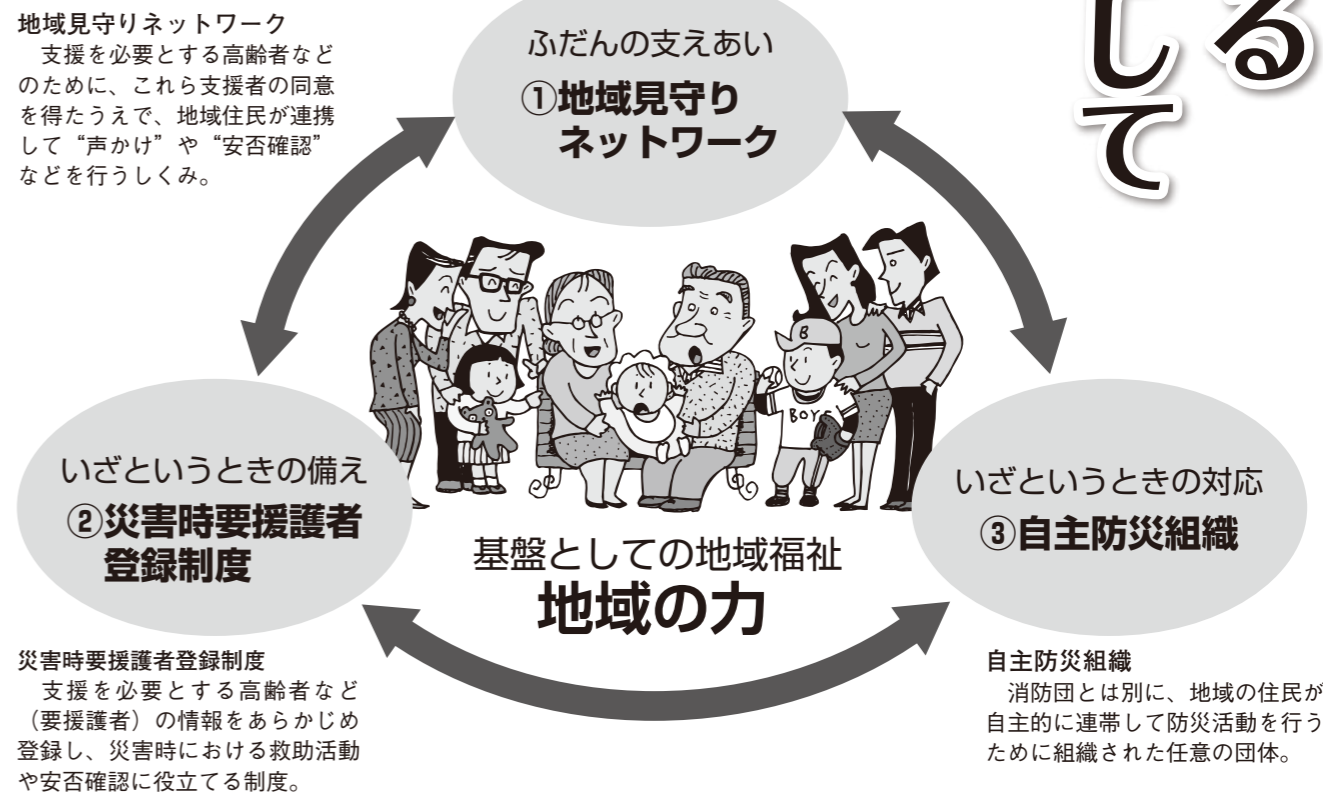 る
して
地域見守りネットワーク
支援を必要とする高齢者など
のために、これら支援者の同意
を得たうえで、地域住民が連携
して“声かけ”や“安否確認”
などを行うしくみ。
ふだんの支えあい
①地域見守り
ネットワーク
B
BOYS
いざというときの備え
②災害時要援護者
登録制度
いざというときの対応
③自主防災組織
基盤としての地域福祉
地域の力
災害時要援護者登録制度
支援を必要とする高齢者など
（要援護者）の情報をあらかじめ
登録し、災害時における救助活動
や安否確認に役立てる制度。
自主防災組織
消防団とは別に、地域の住民が
自主的に連帯して防災活動を行う
ために組織された任意の団体。